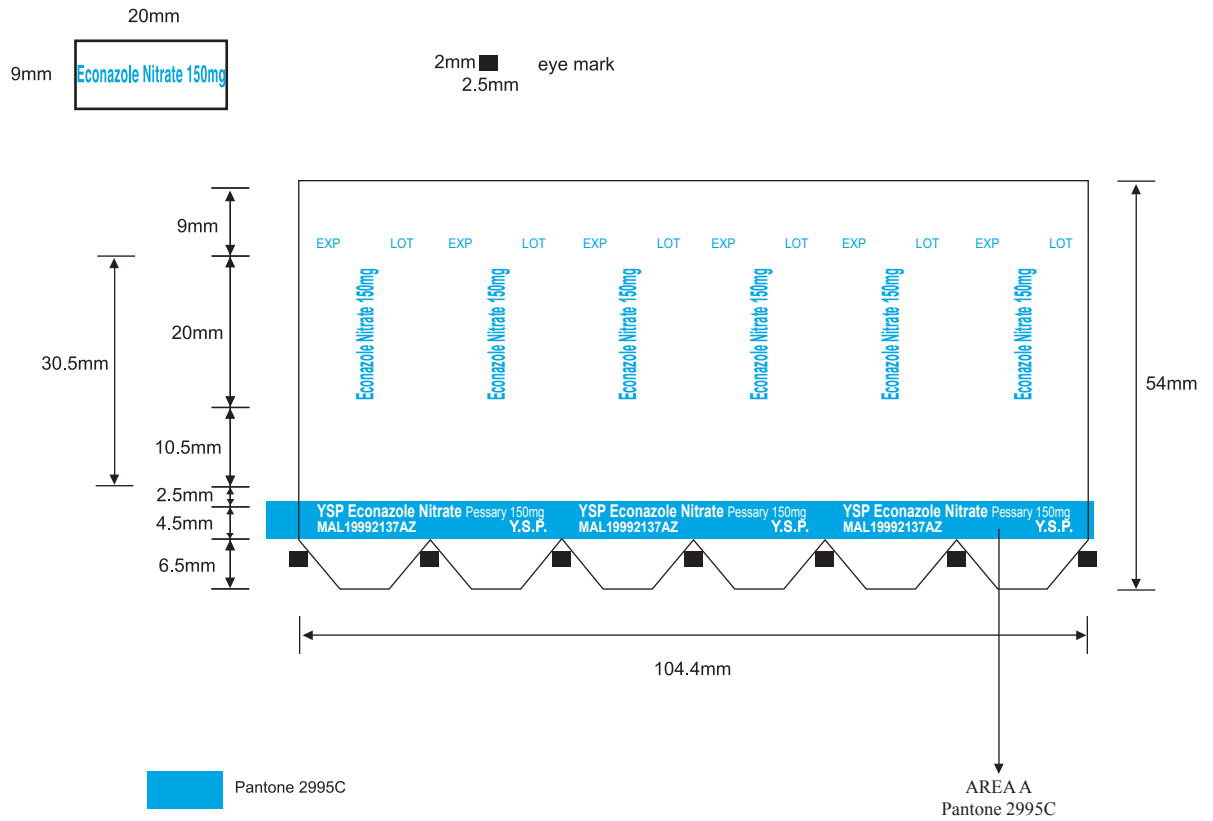 20mm
9mm
Econazole Nitrate 150mg
2mm
eye mark
2.5mm
9mm
EXP LOT EXP LOT EXP LOT EXP LOT EXP LOT EXP LOT
Econazole Nitrate 150mg
Econazole Nitrate 150mg
Econazole Nitrate 150mg
Econazole Nitrate 150mg
Econazole Nitrate 150mg
Econazole Nitrate 150mg
20mm
30.5mm
54mm
10.5mm
2.5mm
4.5mm
6.5mm
YSP Econazole Nitrate Pessary 150mg
MAL19992137AZ Y.S.P.
YSP Econazole Nitrate Pessary 150mg
MAL19992137AZ Y.S.P.
YSP Econazole Nitrate Pessary 150mg
MAL19992137AZ Y.S.P.
104.4mm
Pantone 2995C
AREA A
Pantone 2995C